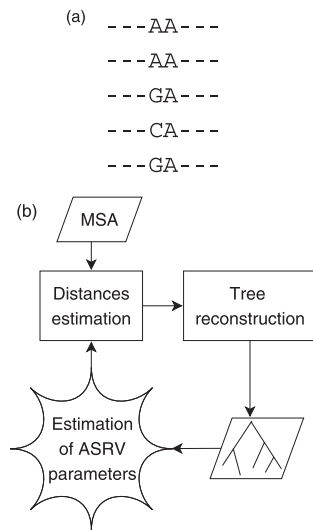 (a)
---AA---
---AA---
---GA---
---CA---
---GA---
(b)
MSA
Distances
estimation
Tree
reconstruction
Estimation
of ASRV
parameters